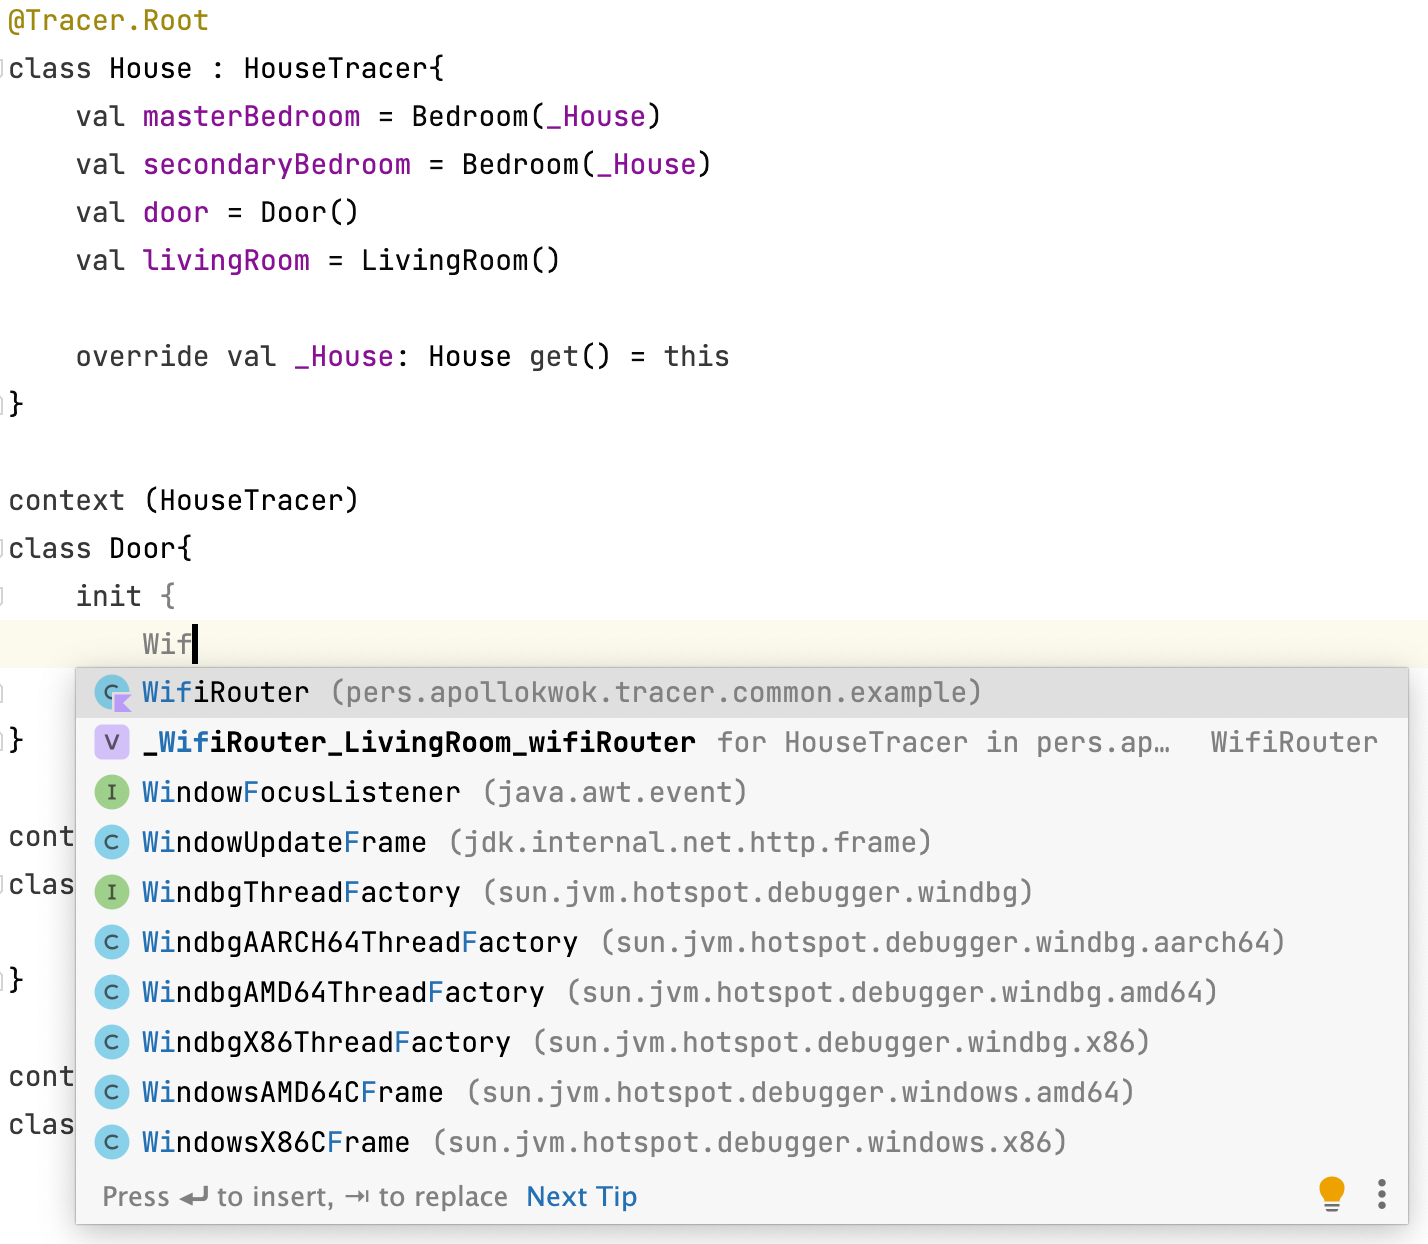 @Tracer.Root
class House : HouseTracer{
    val masterBedroom = Bedroom(_House)
    val secondaryBedroom = Bedroom(_House)
    val door = Door()
    val livingRoom = LivingRoom()
    override val _House: House get() = this
}
context (HouseTracer)
class Door{
    init {
        Wif
C WifiRouter (pers.apollokwok.tracer.common.example)
V _WifiRouter_LivingRoom_wifiRouter for HouseTracer in pers.ap… WifiRouter
I WindowFocusListener (java.awt.event)
C WindowUpdateFrame (jdk.internal.net.http.frame)
I WindbgThreadFactory (sun.jvm.hotspot.debugger.windbg)
C WindbgAARCH64ThreadFactory (sun.jvm.hotspot.debugger.windbg.aarch64)
C WindbgAMD64ThreadFactory (sun.jvm.hotspot.debugger.windbg.amd64)
C WindbgX86ThreadFactory (sun.jvm.hotspot.debugger.windbg.x86)
C WindowsAMD64CFrame (sun.jvm.hotspot.debugger.windows.amd64)
C WindowsX86CFrame (sun.jvm.hotspot.debugger.windows.x86)
Press ↵ to insert, ⇥ to replace Next Tip
}
cont
clas
}
cont
clas